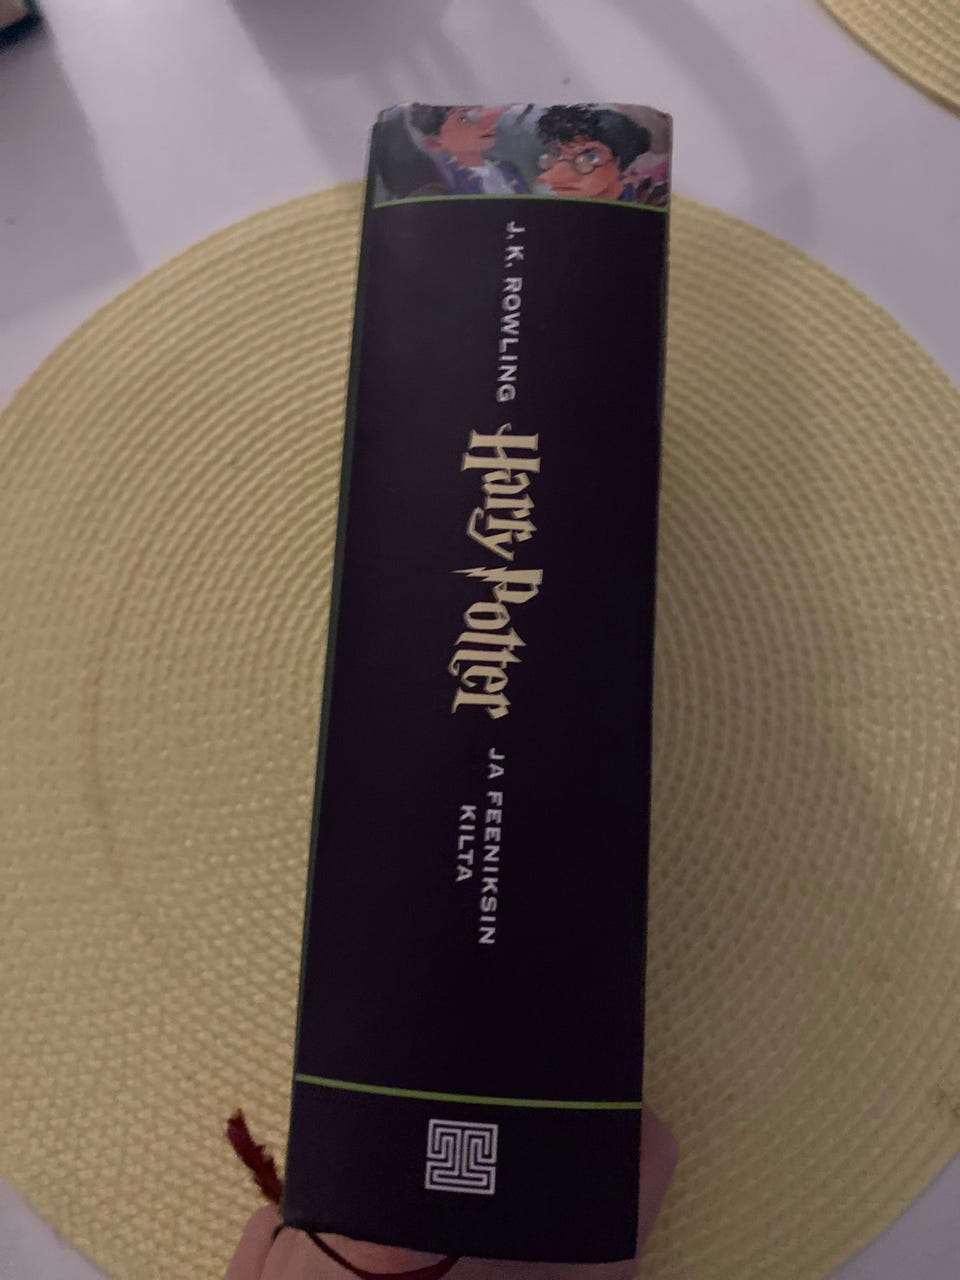 J.K. ROWLING
Harry Potter
JA FEENIKSIN
KILTA